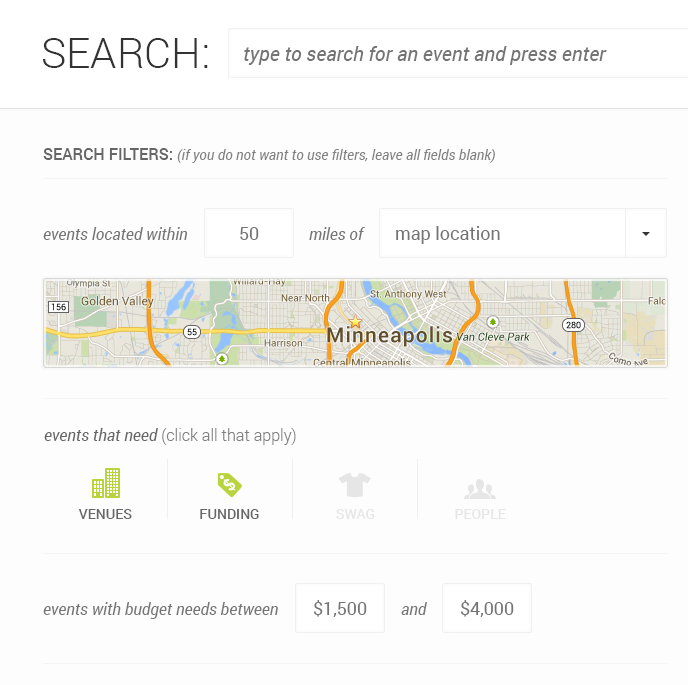 SEARCH: type to search for an event and press enter
SEARCH FILTERS: (if you do not want to use filters, leave all fields blank)
events located within 50 miles of map location
Olympia St
Willard-Hay
Golden Valley
Near North
St. Anthony West
156
55
280
Minneapolis
Van Cleve Park
Harrison
Central Minneapolis
Como Ave
events that need (click all that apply)
VENUES FUNDING SWAG PEOPLE
events with budget needs between $1,500 and $4,000